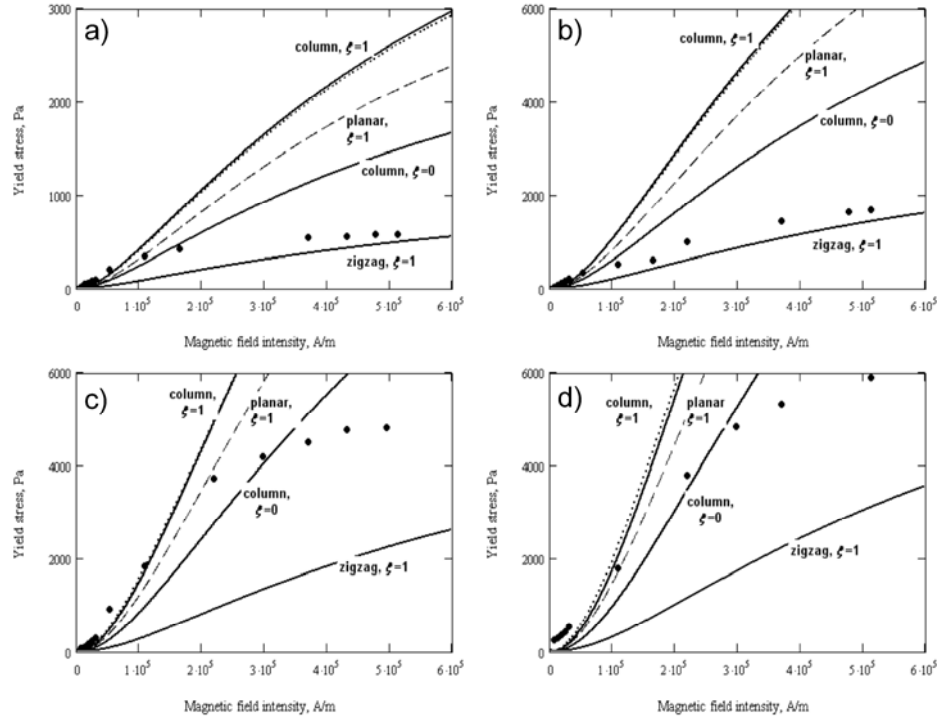 a)
3000
2000
1000
0
Yield stress, Pa
column, ξ=1
planar,
ξ=1
column, ξ=0
zigzag, ξ=1
0 1·10⁵ 2·10⁵ 3·10⁵ 4·10⁵ 5·10⁵ 6·10⁵
Magnetic field intensity, A/m
b)
6000
4000
2000
0
Yield stress, Pa
column, ξ=1
planar,
ξ=1
column, ξ=0
zigzag, ξ=1
0 1·10⁵ 2·10⁵ 3·10⁵ 4·10⁵ 5·10⁵ 6·10⁵
Magnetic field intensity, A/m
c)
6000
4000
2000
0
Yield stress, Pa
column,
ξ=1
planar,
ξ=1
column,
ξ=0
zigzag, ξ=1
0 1·10⁵ 2·10⁵ 3·10⁵ 4·10⁵ 5·10⁵ 6·10⁵
Magnetic field intensity, A/m
d)
6000
4000
2000
0
Yield stress, Pa
column,
ξ=1
planar
ξ=1
column,
ξ=0
zigzag, ξ=1
0 1·10⁵ 2·10⁵ 3·10⁵ 4·10⁵ 5·10⁵ 6·10⁵
Magnetic field intensity, A/m